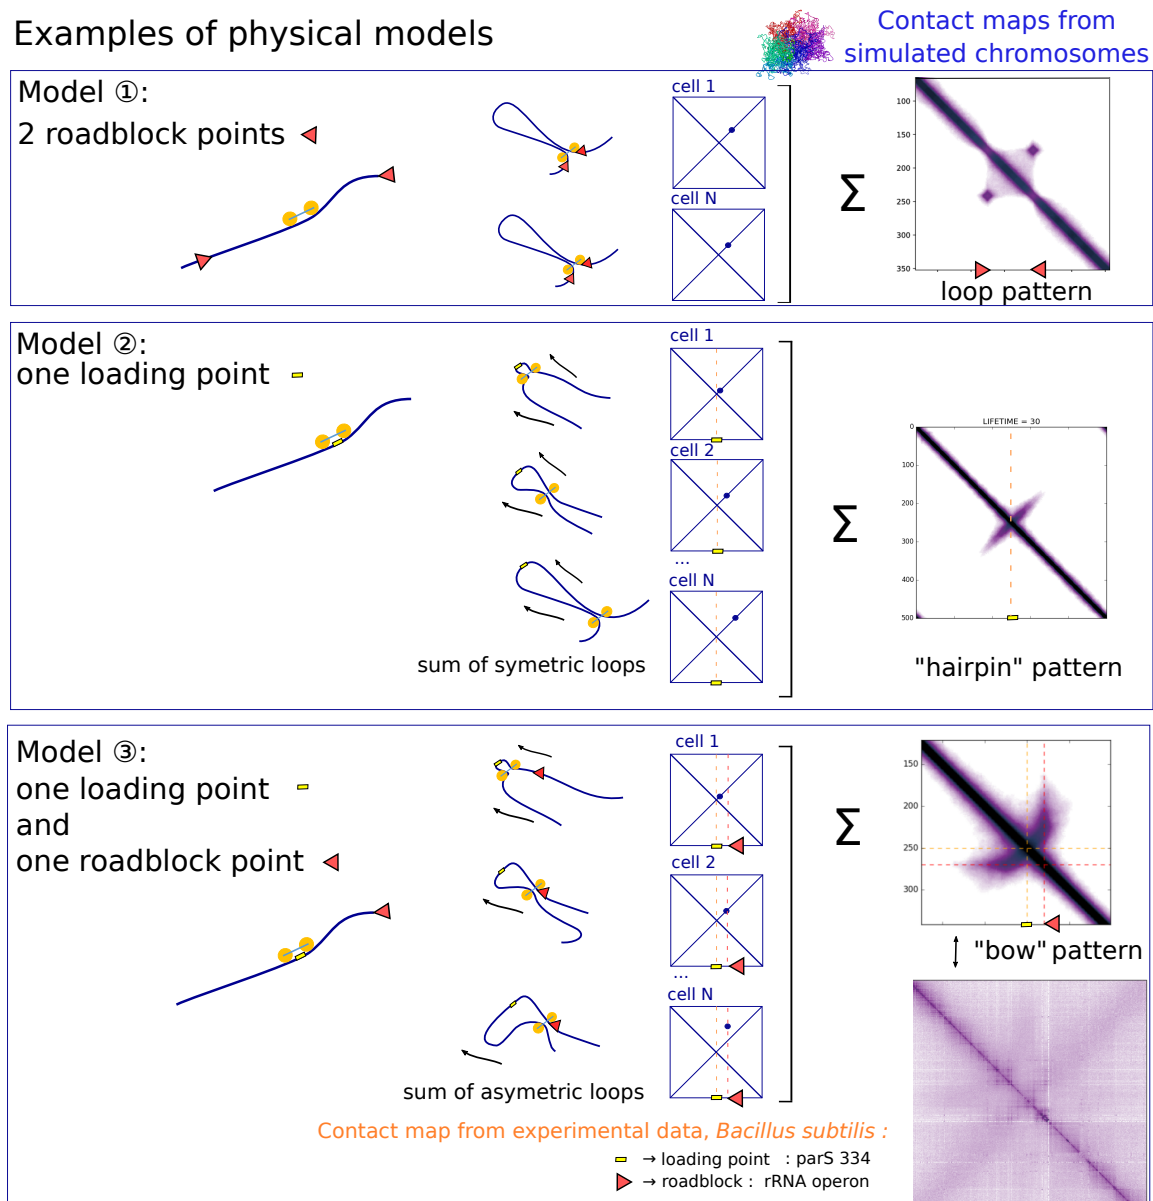 Examples of physical models
Contact maps from
simulated chromosomes
Model ①:
2 roadblock points
cell 1
cell N
Σ
100
150
200
250
300
350
loop pattern
Model ②:
one loading point
cell 1
cell 2
...
cell N
sum of symetric loops
Σ
LIFETIME = 30
0
100
200
300
400
500
"hairpin" pattern
Model ③:
one loading point
and
one roadblock point
cell 1
cell 2
...
cell N
sum of asymetric loops
Σ
150
200
250
300
"bow" pattern
Contact map from experimental data, Bacillus subtilis :
→ loading point : parS 334
→ roadblock : rRNA operon